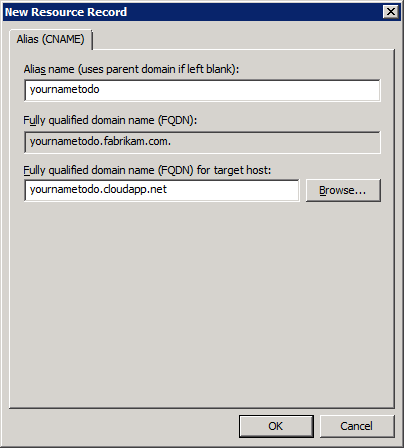 New Resource Record
Alias (CNAME)
Alias name (uses parent domain if left blank):
yournametodo
Fully qualified domain name (FQDN):
yournametodo.fabrikam.com.
Fully qualified domain name (FQDN) for target host:
yournametodo.cloudapp.net
Browse...
OK
Cancel